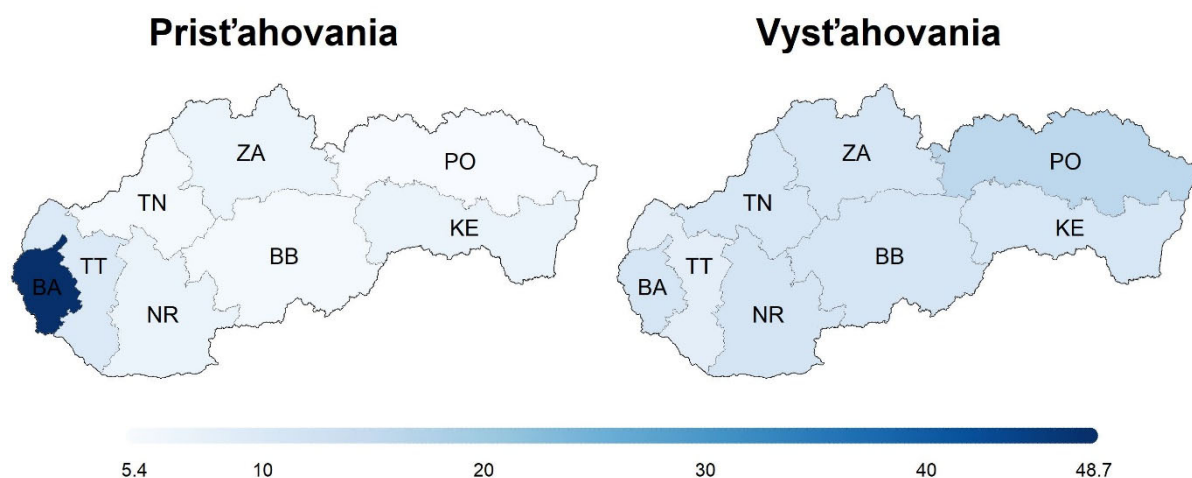 Prisťahovania
Vysťahovania
ZA
PO
TN
KE
BB
TT
BA
NR
ZA
PO
TN
KE
BB
TT
BA
NR
5.4 10 20 30 40 48.7